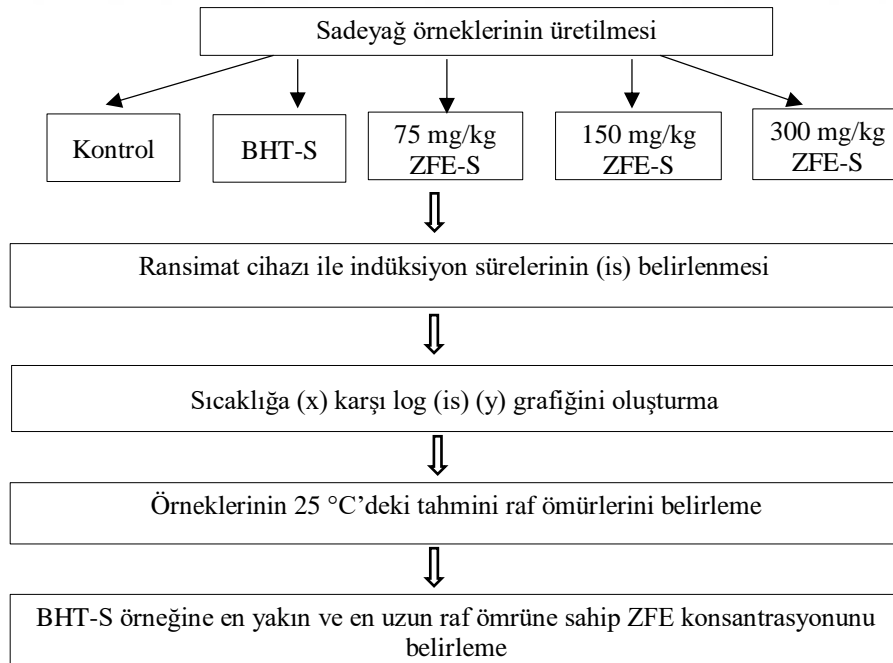 Sadeyağ örneklerinin üretilmesi
Kontrol
BHT-S
75 mg/kg
ZFE-S
150 mg/kg
ZFE-S
300 mg/kg
ZFE-S
Ransimat cihazı ile indüksiyon sürelerinin (is) belirlenmesi
Sıcaklığa (x) karşı log (is) (y) grafiğini oluşturma
Örneklerinin 25 °C’deki tahmini raf ömürlerini belirleme
BHT-S örneğine en yakın ve en uzun raf ömrüne sahip ZFE konsantrasyonunu
belirleme